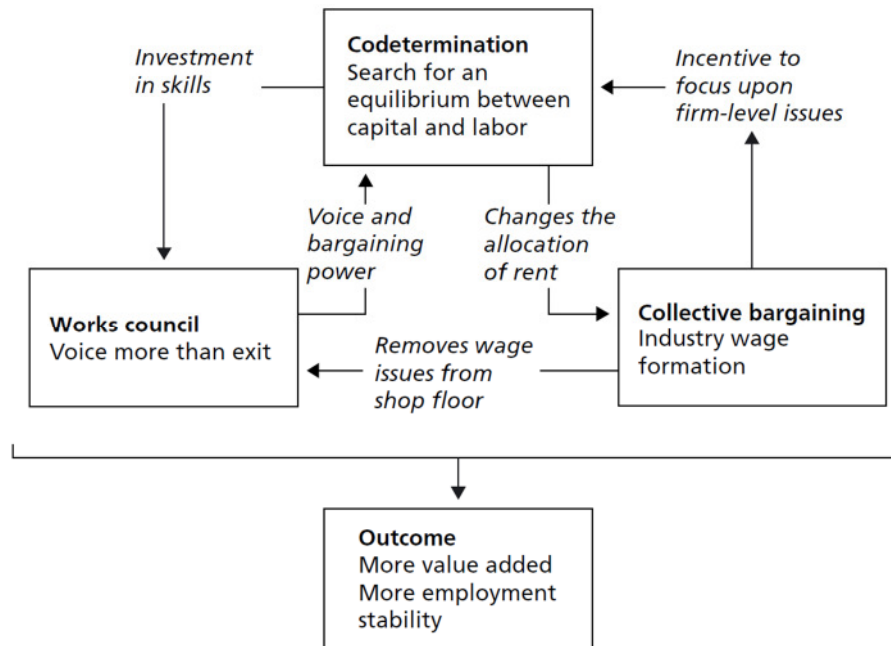 Codetermination
Search for an
equilibrium between
capital and labor
Investment
in skills
Incentive to
focus upon
firm-level issues
Voice and
bargaining
power
Changes the
allocation
of rent
Works council
Voice more than exit
Collective bargaining
Industry wage
formation
Removes wage
issues from
shop floor
Outcome
More value added
More employment
stability